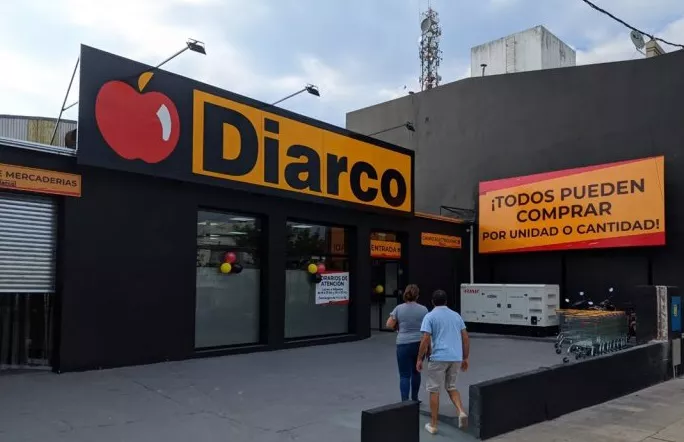 Diarco
E MERCADERIAS
ENTRADA
¡TODOS PUEDEN
COMPRAR
POR UNIDAD O CANTIDAD!
HORARIOS DE
ATENCIÓN